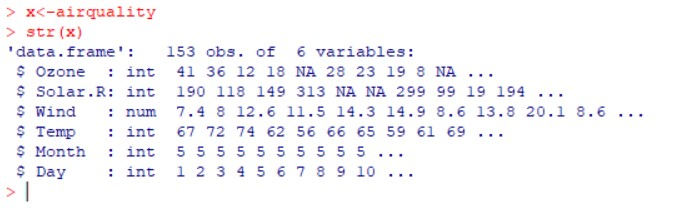 > x<-airquality
> str(x)
'data.frame':   153 obs. of  6 variables:
 $ Ozone  : int  41 36 12 18 NA 28 23 19 8 NA ...
 $ Solar.R: int  190 118 149 313 NA NA 299 99 19 194 ...
 $ Wind   : num  7.4 8 12.6 11.5 14.3 14.9 8.6 13.8 20.1 8.6 ...
 $ Temp   : int  67 72 74 62 56 66 65 59 61 69 ...
 $ Month  : int  5 5 5 5 5 5 5 5 5 5 ...
 $ Day    : int  1 2 3 4 5 6 7 8 9 10 ...
> |